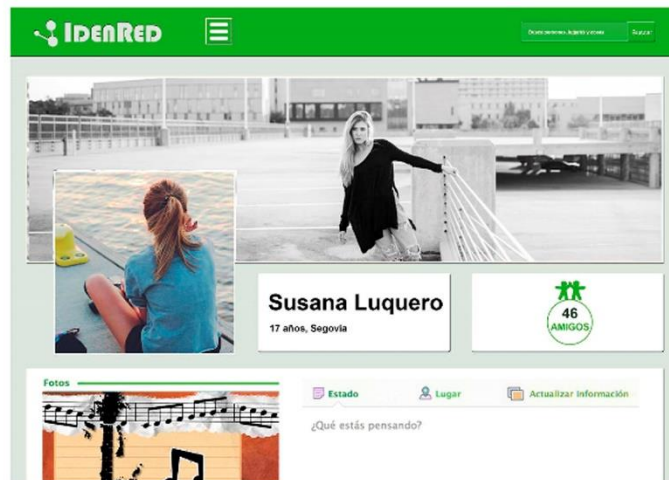 IDENRED
Buscar
Susana Luquero
17 años, Segovia
46
AMIGOS
Fotos
Estado
Lugar
Actualizar información
¿Qué estás pensando?